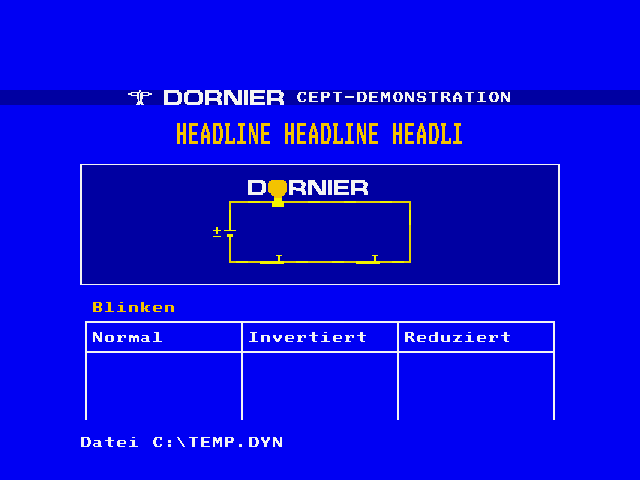 DORNIER CEPT-DEMONSTRATION
HEADLINE HEADLINE HEADLI
DORNIER
±
Blinken
Normal Invertiert Reduziert
Datei C:\TEMP.DYN